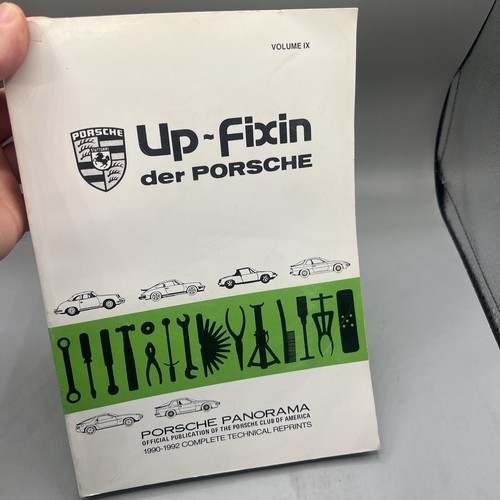 VOLUME IX
PORSCHE
Up~Fixin
der PORSCHE
PORSCHE PANORAMA
OFFICIAL PUBLICATION OF THE PORSCHE CLUB OF AMERICA
1990-1992 COMPLETE TECHNICAL REPRINTS